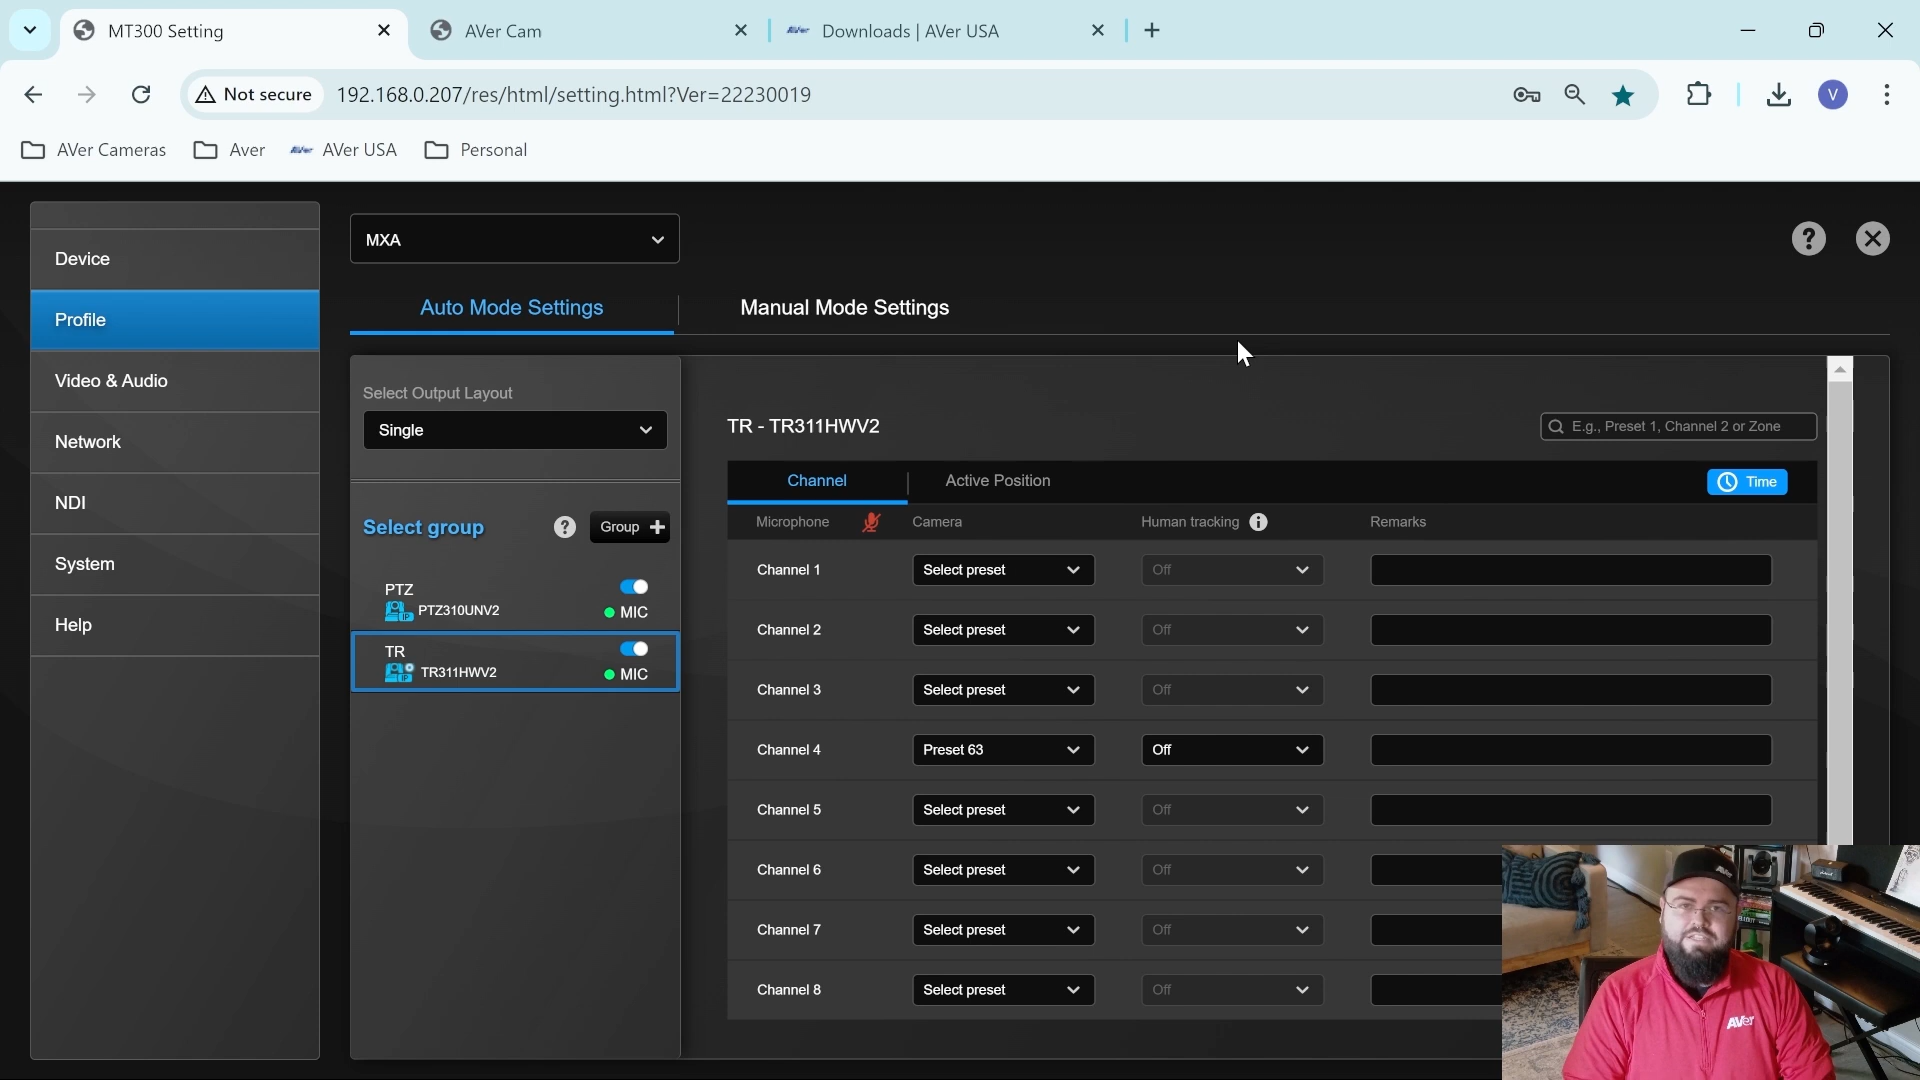 MT300 Setting
AVer Cam
AVer Downloads | AVer USA
Not secure
192.168.0.207/res/html/setting.html?Ver=22230019
V
AVer Cameras
Aver
AVer AVer USA
Personal
Device
Profile
Video & Audio
Network
NDI
System
Help
MXA
?
Auto Mode Settings
Manual Mode Settings
Select Output Layout
Single
Select group
?
Group +
PTZ
IP PTZ310UNV2
MIC
TR
IP TR311HWV2
MIC
TR - TR311HWV2
E.g., Preset 1, Channel 2 or Zone
Channel
Active Position
Time
Microphone Camera Human tracking i Remarks
Channel 1 Select preset Off
Channel 2 Select preset Off
Channel 3 Select preset Off
Channel 4 Preset 63 Off
Channel 5 Select preset Off
Channel 6 Select preset Off
Channel 7 Select preset Off
Channel 8 Select preset Off
AVer